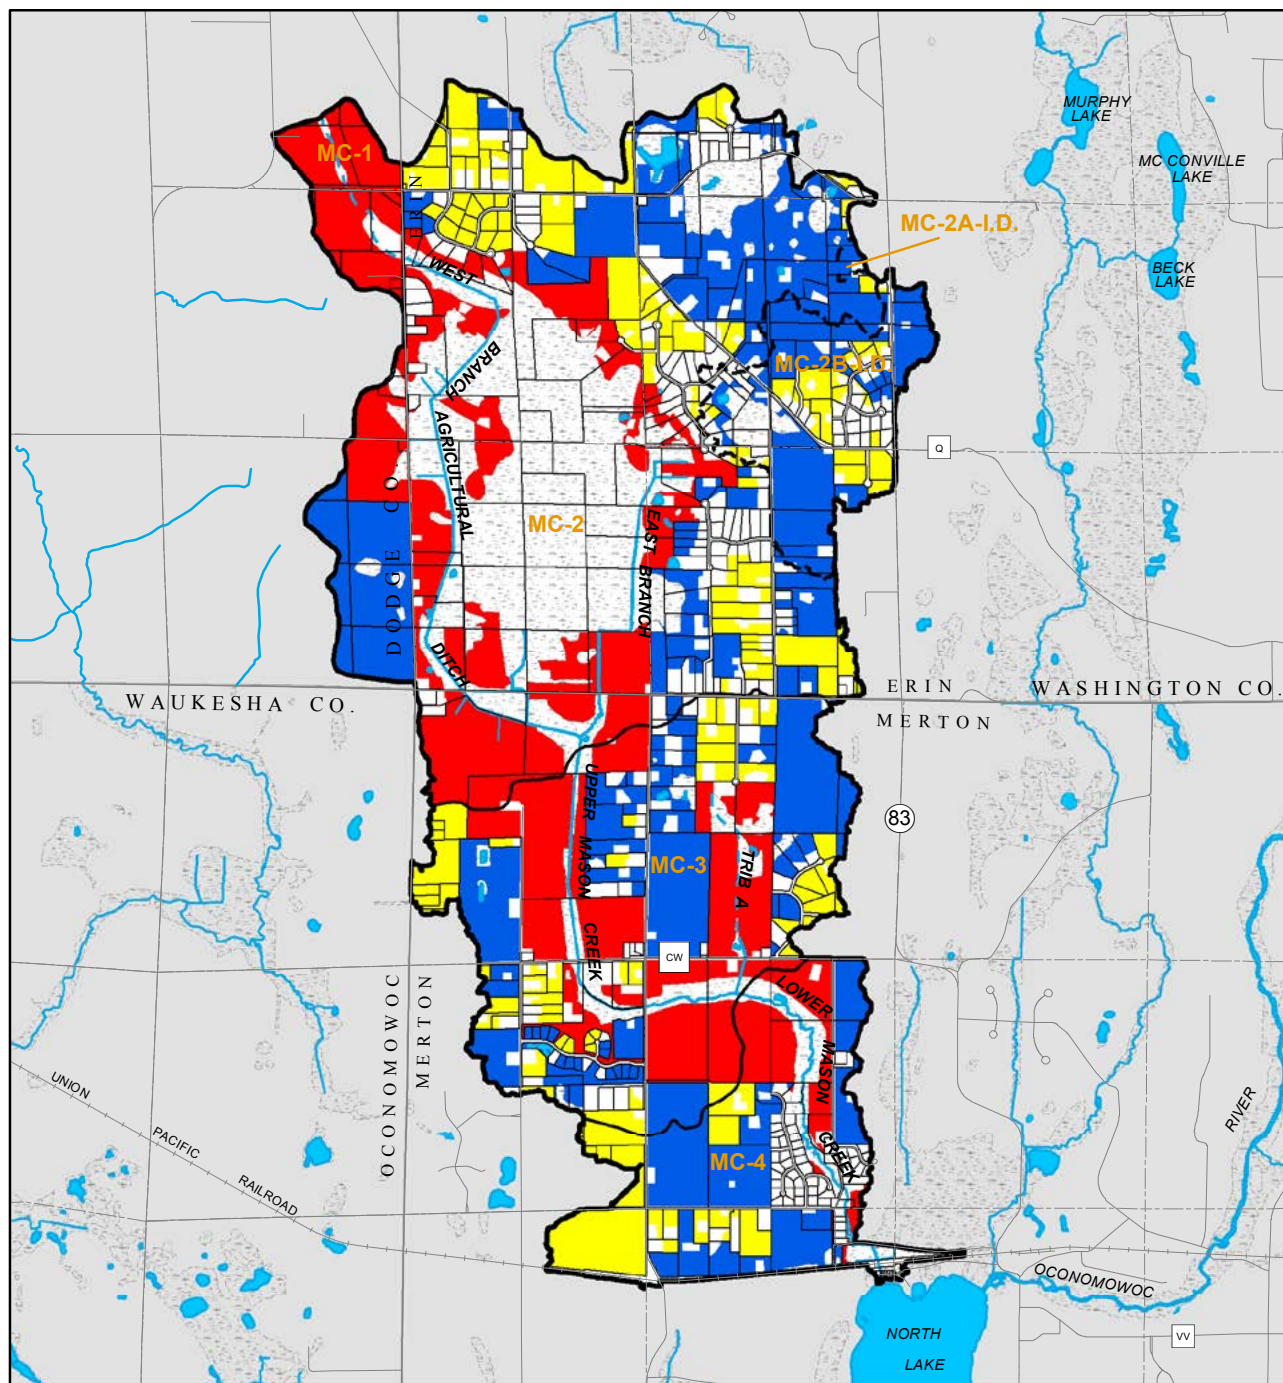 MURPHY
LAKE
MC CONVILLE
LAKE
MC-1
ERIN
MC-2A-I.D.
WEST
BECK
LAKE
BRANCH
MC-2B-I.D.
AGRICULTURAL
Q
DODGE CO.
MC-2
EAST BRANCH
DITCH
WAUKESHA CO.
ERIN
WASHINGTON CO.
MERTON
UPPER MASON CREEK
83
MC-3
TRIB A
CW
OCONOMOWOC
MERTON
LOWER
MASON
CREEK
UNION
PACIFIC
RAILROAD
RIVER
MC-4
OCONOMOWOC
NORTH
LAKE
VV